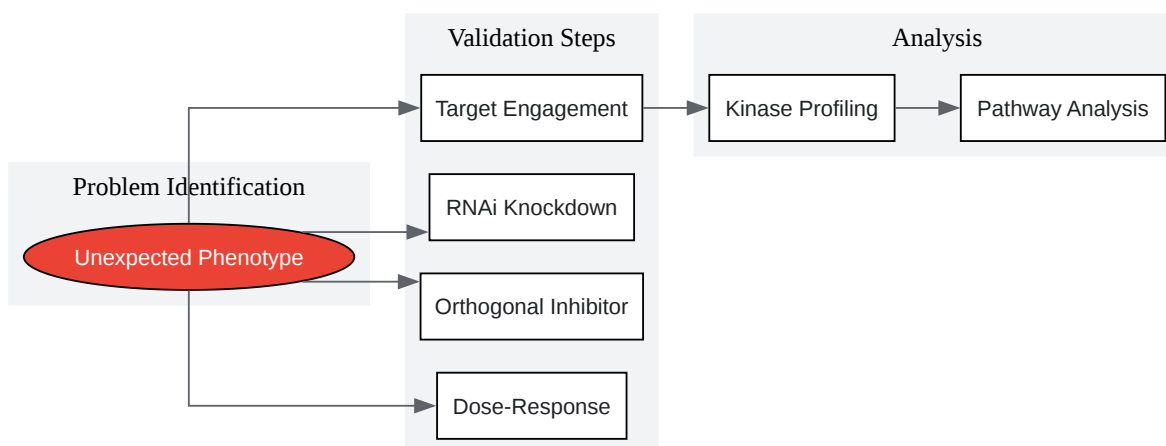 Validation Steps
Analysis
Target Engagement
Kinase Profiling
Pathway Analysis
Problem Identification
RNAi Knockdown
Unexpected Phenotype
Orthogonal Inhibitor
Dose-Response